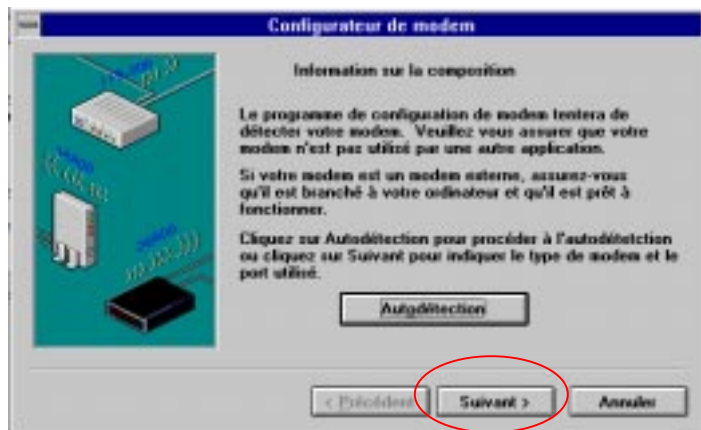 Configurateur de modem
Information sur la composition
Le programme de configuration de modem tentera de
détecter votre modem. Veuillez vous assurer que votre
modem n'est pas utilisé par une autre application.
Si votre modem est un modem externe, assurez-vous
qu'il est branché à votre ordinateur et qu'il est prêt à
fonctionner.
Cliquez sur Autodétection pour procéder à l'autodétetction
ou cliquez sur Suivant pour indiquer le type de modem et le
port utilisé.
Autodétection
< Précédent
Suivant >
Annuler